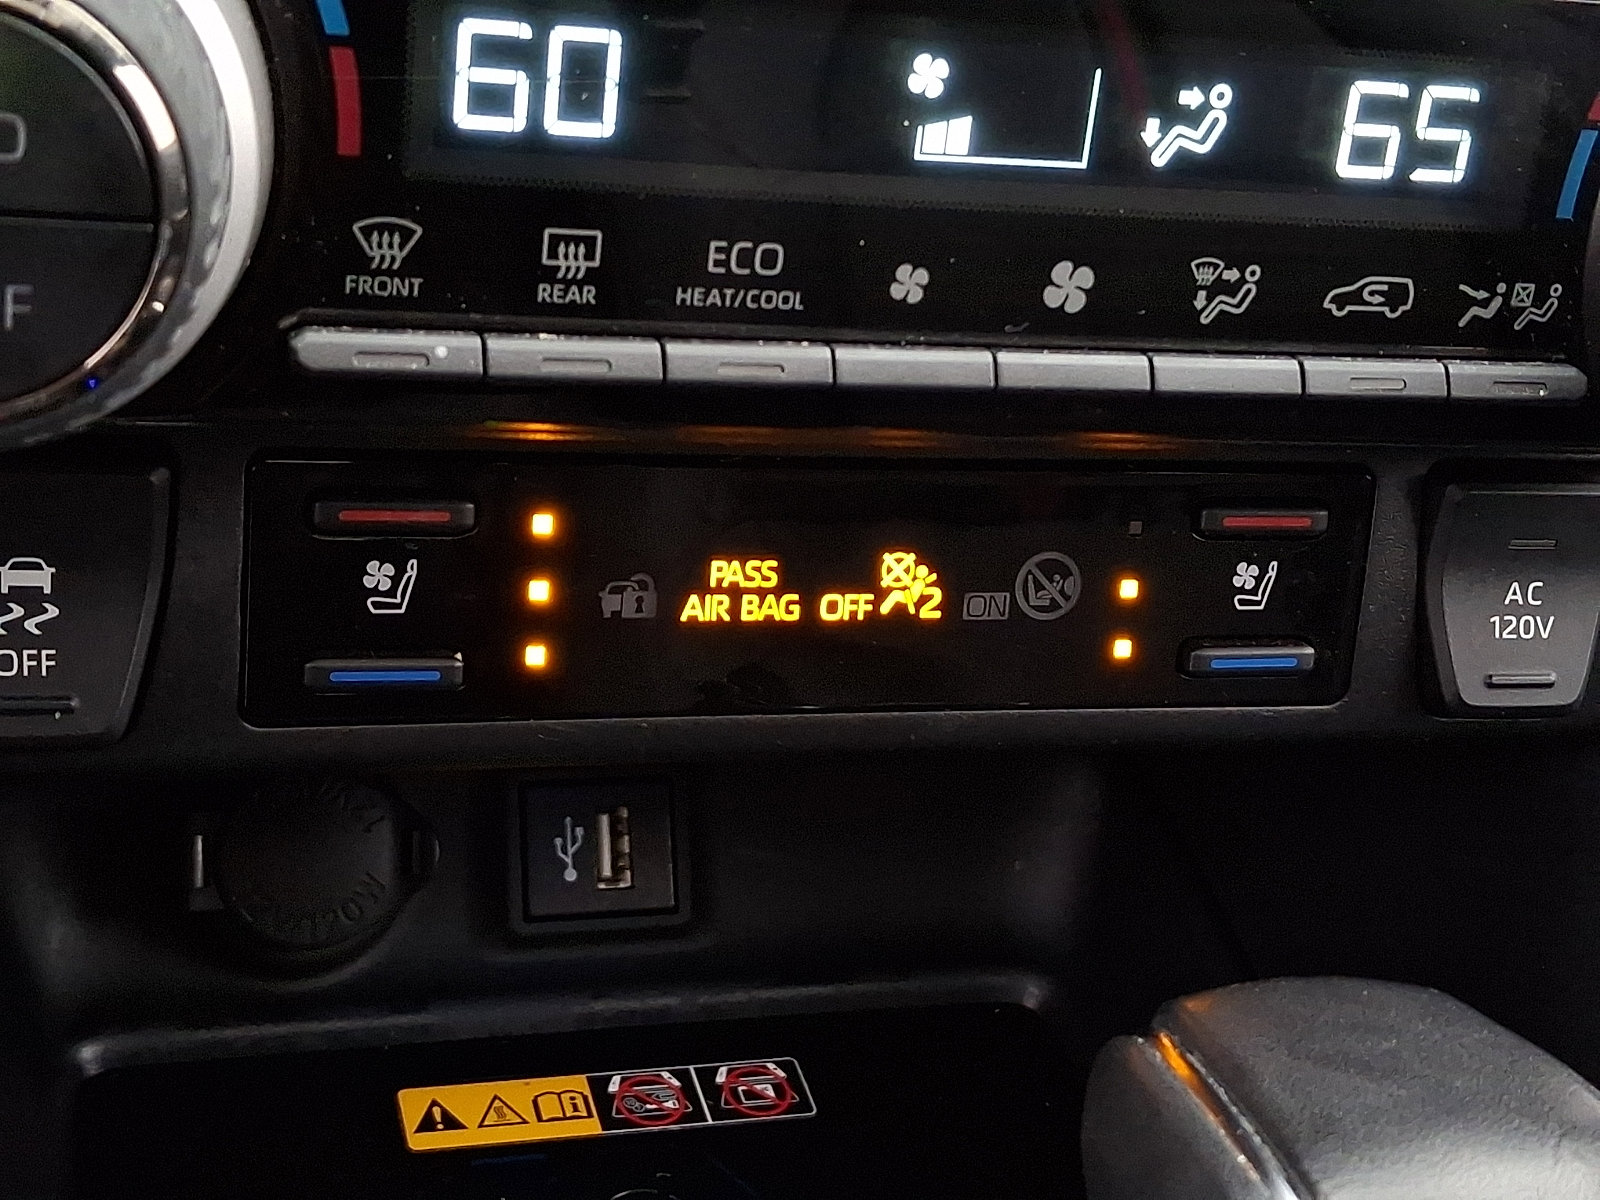 60
65
FRONT
REAR
ECO
HEAT/COOL
OFF
PASS
AIR BAG OFF 2
ON
AC
120V